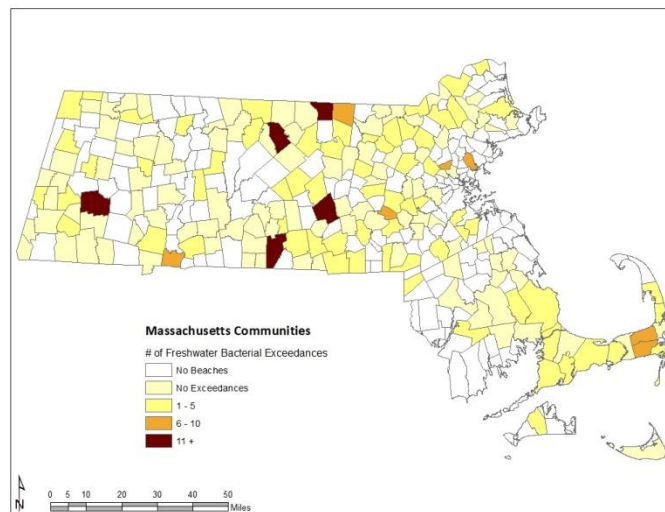 Massachusetts Communities
# of Freshwater Bacterial Exceedances
No Beaches
No Exceedances
1 - 5
6 - 10
11 +
N
0 5 10 20 30 40 50
Miles